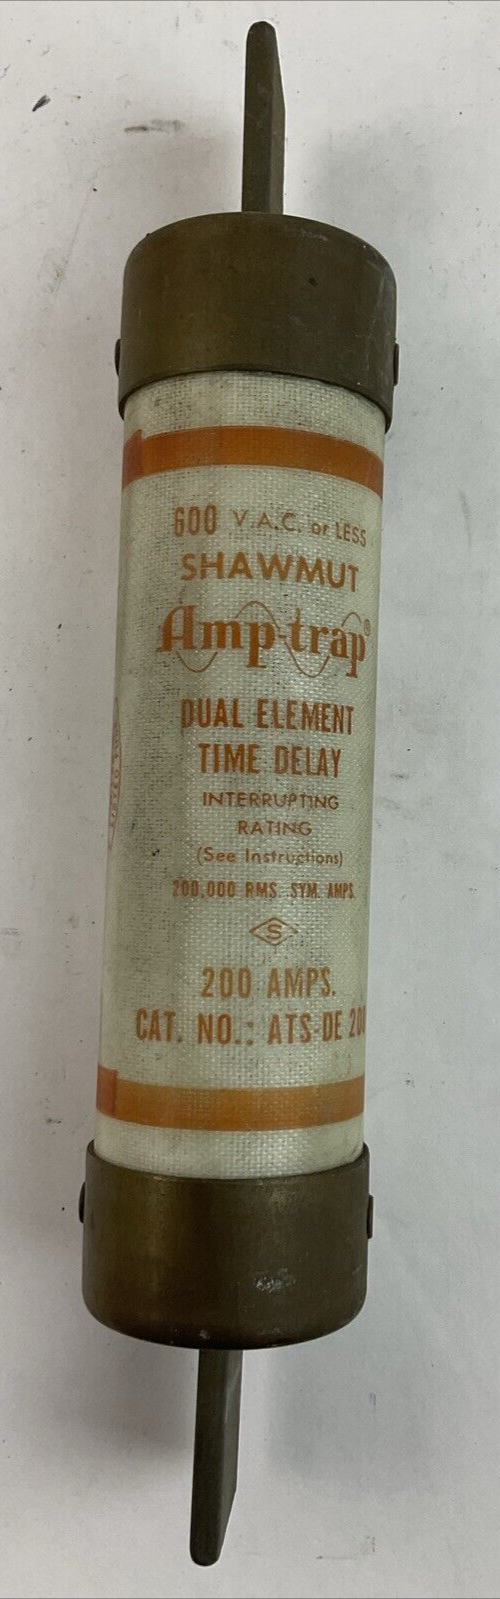 600 V.A.C. or LESS
SHAWMUT
Amp-trap®
DUAL ELEMENT
TIME DELAY
INTERRUPTING
RATING
(See Instructions)
200,000 RMS. SYM. AMPS.
S
200 AMPS.
CAT. NO.: ATS-DE 200